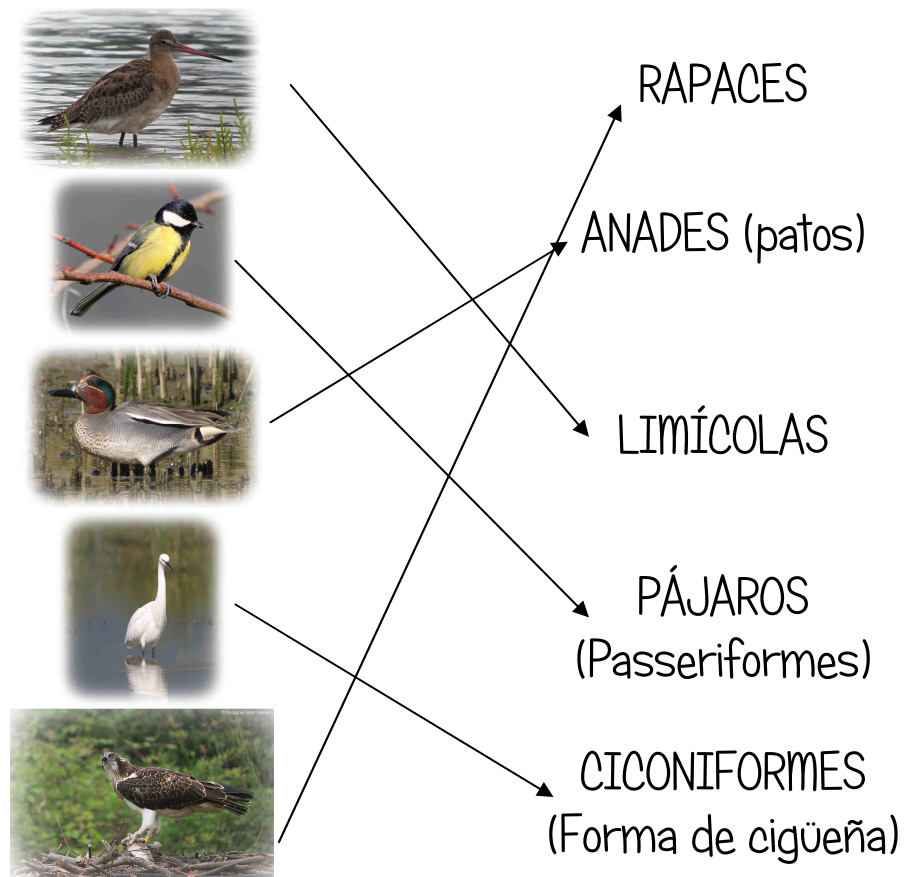 RAPACES
ANADES (patos)
LIMÍCOLAS
PÁJAROS
(Passeriformes)
CICONIFORMES
(Forma de cigüeña)